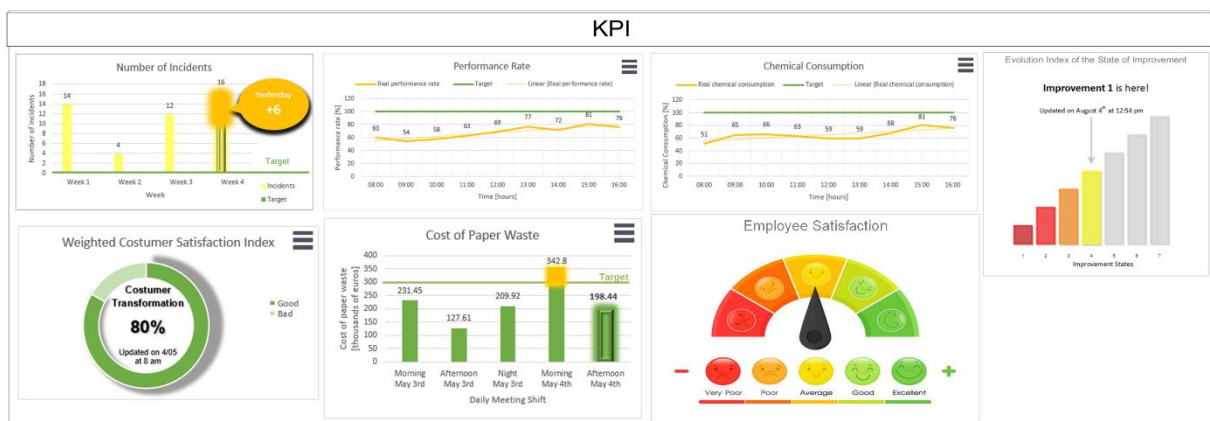 KPI
Number of Incidents
Number of incidents
18
16
14
12
10
8
6
4
2
0
14
4
12
16
Yesterday
+6
Target
Week 1
Week 2
Week 3
Week 4
Week
Incidents
Target
Performance Rate
Real performance rate
Target
Linear (Real performance rate)
Performance rate [%]
120
100
80
60
40
20
0
60
54
58
63
69
77
72
81
76
08:00
09:00
10:00
11:00
12:00
13:00
14:00
15:00
16:00
Time [hours]
Chemical Consumption
Real chemical consumption
Target
Linear (Real chemical consumption)
Chemical Consumption [%]
120
100
80
60
40
20
0
51
65
66
63
59
59
68
81
76
08:00
09:00
10:00
11:00
12:00
13:00
14:00
15:00
16:00
Time [hours]
Evolution Index of the State of Improvement
Improvement 1 is here!
Updated on August 4th at 12:54 pm
1
2
3
4
5
6
7
Improvement States
Weighted Costumer Satisfaction Index
Costumer
Transformation
80%
Updated on 4/05
at 8 am
Good
Bad
Cost of Paper Waste
Cost of paper waste
[thousands of euros]
400
350
300
250
200
150
100
50
0
231.45
127.61
209.92
342.8
198.44
Target
Morning
May 3rd
Afternoon
May 3rd
Night
May 3rd
Morning
May 4th
Afternoon
May 4th
Daily Meeting Shift
Employee Satisfaction
Very Poor
Poor
Average
Good
Excellent